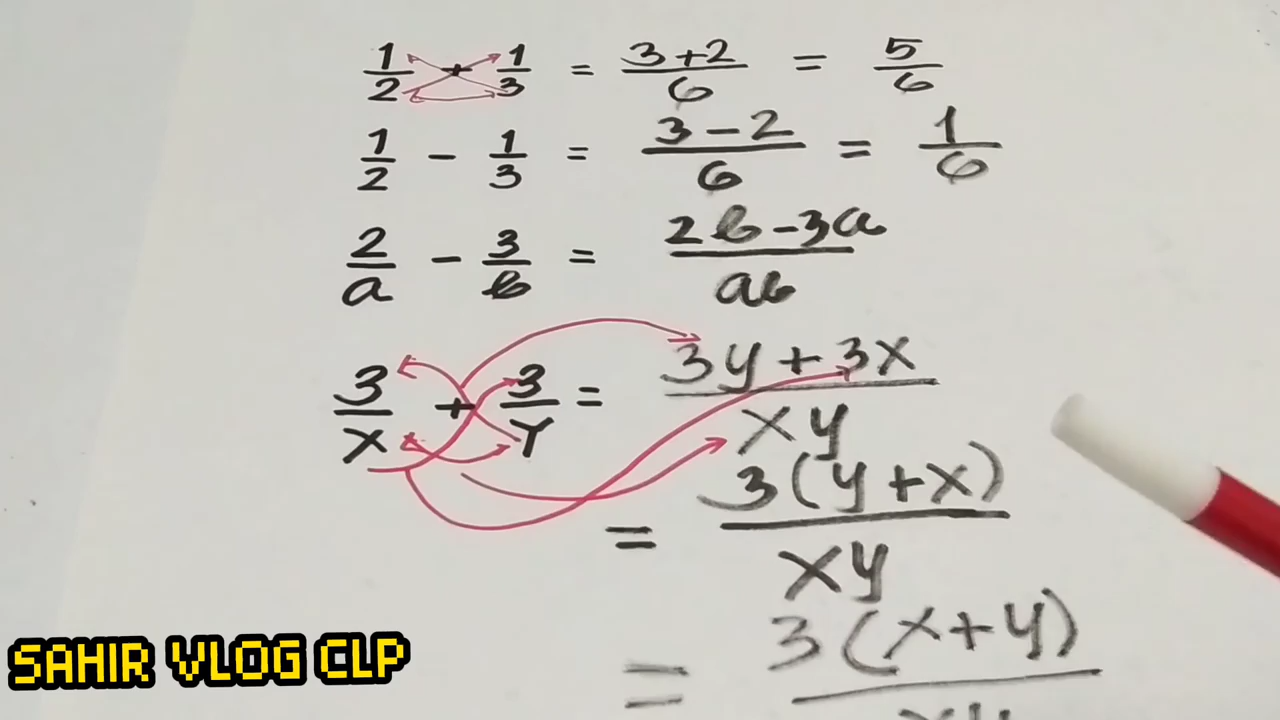 1/2 + 1/3 = 3+2/6 = 5/6
1/2 - 1/3 = 3-2/6 = 1/6
2/a - 3/b = 2b-3a/ab
3/x + 3/Y = 3y+3x/xy
= 3(y+x)/xy
= 3(x+y)/xy
SAHIR VLOG CLP